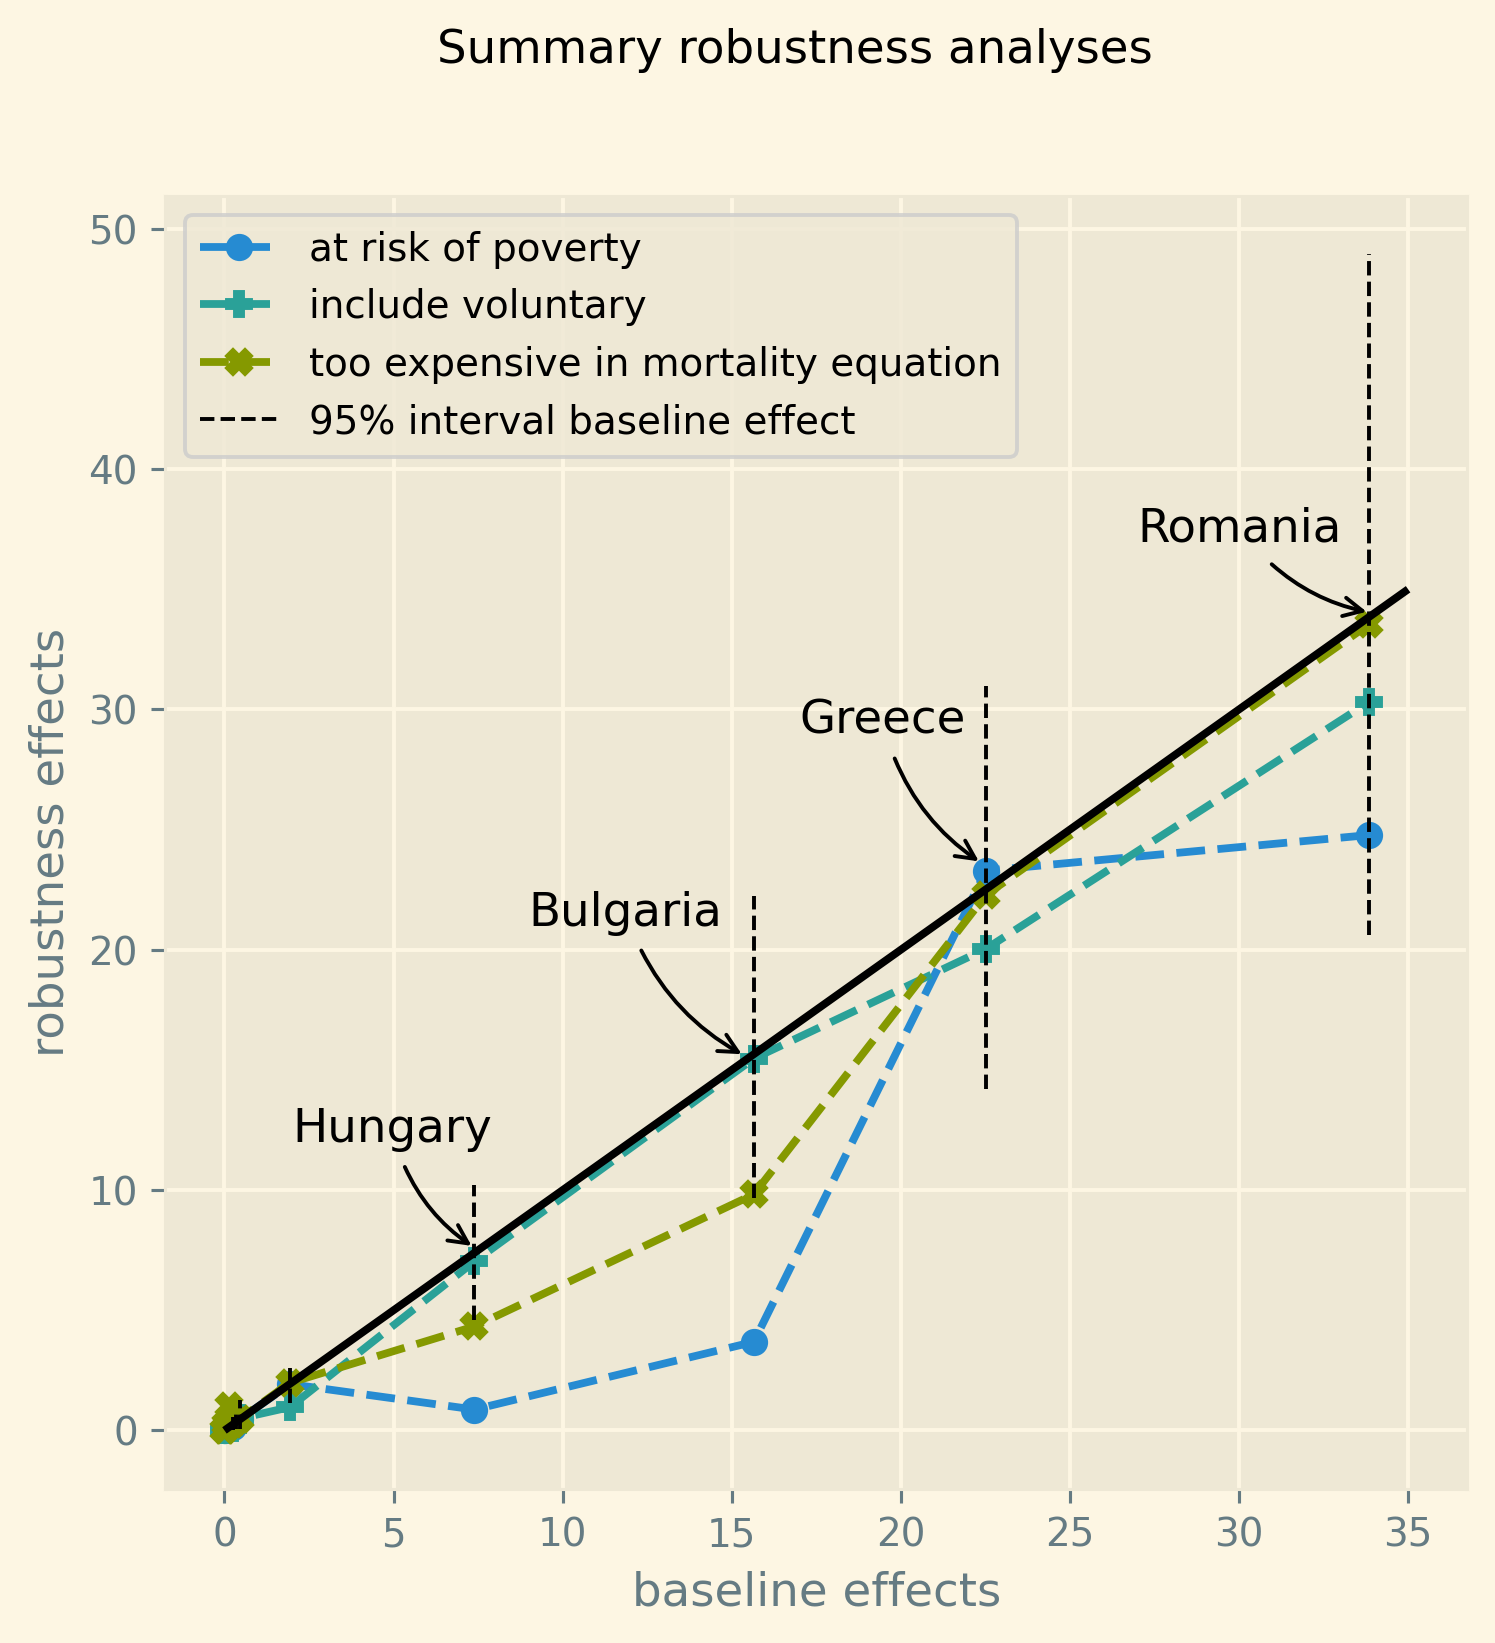 Summary robustness analyses
50
40
30
20
10
0
robustness effects
at risk of poverty
include voluntary
too expensive in mortality equation
95% interval baseline effect
Romania
Greece
Bulgaria
Hungary
0 5 10 15 20 25 30 35
baseline effects